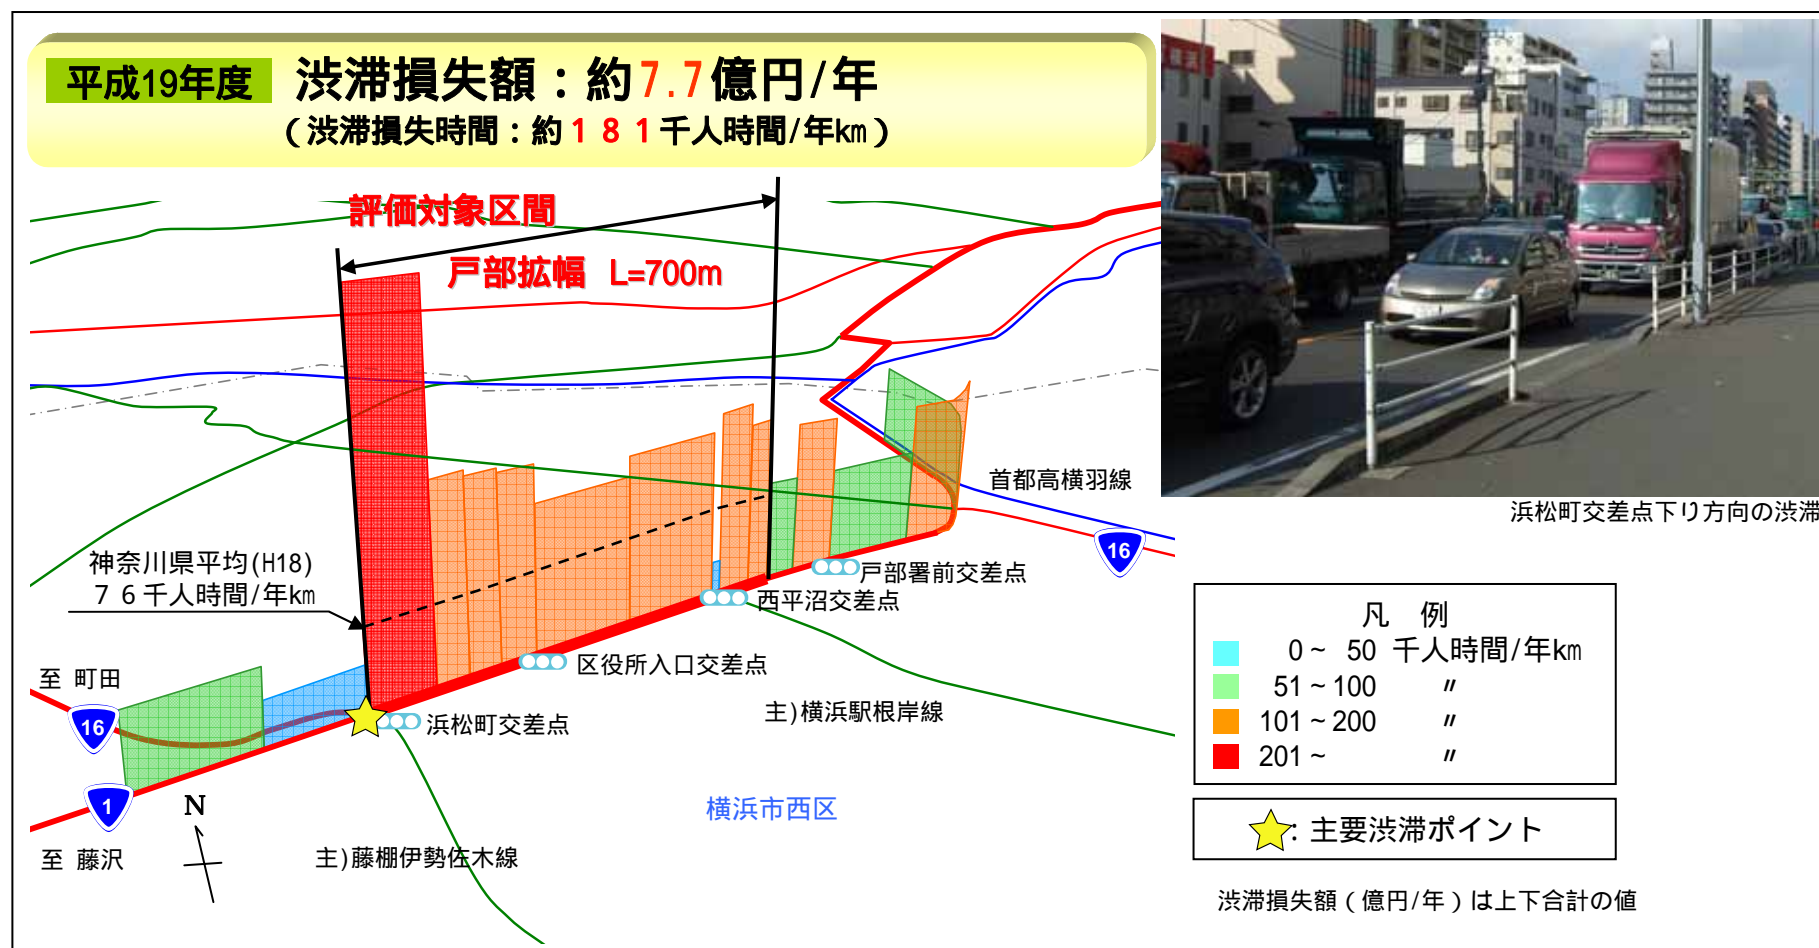 平成19年度
渋滞損失額：約7.7億円/年
（渋滞損失時間：約１８１千人時間/年km）
評価対象区間
戸部拡幅 L=700m
首都高横羽線
16
浜松町交差点下り方向の渋滞
神奈川県平均(H18)
７６千人時間/年km
戸部署前交差点
西平沼交差点
区役所入口交差点
至 町田
16
浜松町交差点
主)横浜駅根岸線
1
N
横浜市西区
至 藤沢
主)藤棚伊勢佐木線
凡 例
0～ 50 千人時間/年km
51～100 〃
101～200 〃
201～ 〃
：主要渋滞ポイント
渋滞損失額（億円/年）は上下合計の値